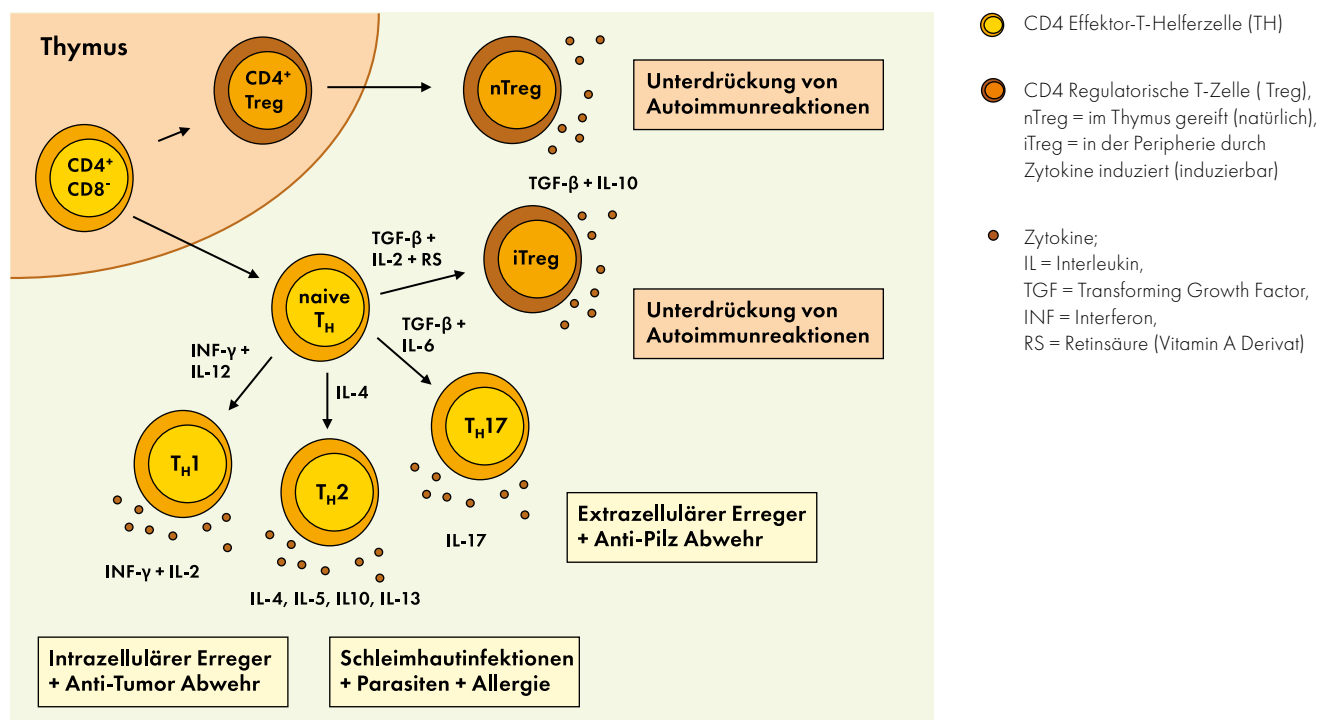 Thymus
CD4⁺
Treg
CD4⁺
CD8⁻
nTreg
Unterdrückung von
Autoimmunreaktionen
TGF-β + IL-10
TGF-β +
IL-2 + RS
iTreg
Unterdrückung von
Autoimmunreaktionen
naive
T_H
TGF-β +
IL-6
INF-γ +
IL-12
IL-4
T_H17
T_H1
T_H2
IL-17
Extrazellulärer Erreger
+ Anti-Pilz Abwehr
INF-γ + IL-2
IL-4, IL-5, IL10, IL-13
Intrazellulärer Erreger
+ Anti-Tumor Abwehr
Schleimhautinfektionen
+ Parasiten + Allergie
CD4 Effektor-T-Helferzelle (TH)
CD4 Regulatorische T-Zelle ( Treg),
nTreg = im Thymus gereift (natürlich),
iTreg = in der Peripherie durch
Zytokine induziert (induzierbar)
Zytokine;
IL = Interleukin,
TGF = Transforming Growth Factor,
INF = Interferon,
RS = Retinsäure (Vitamin A Derivat)